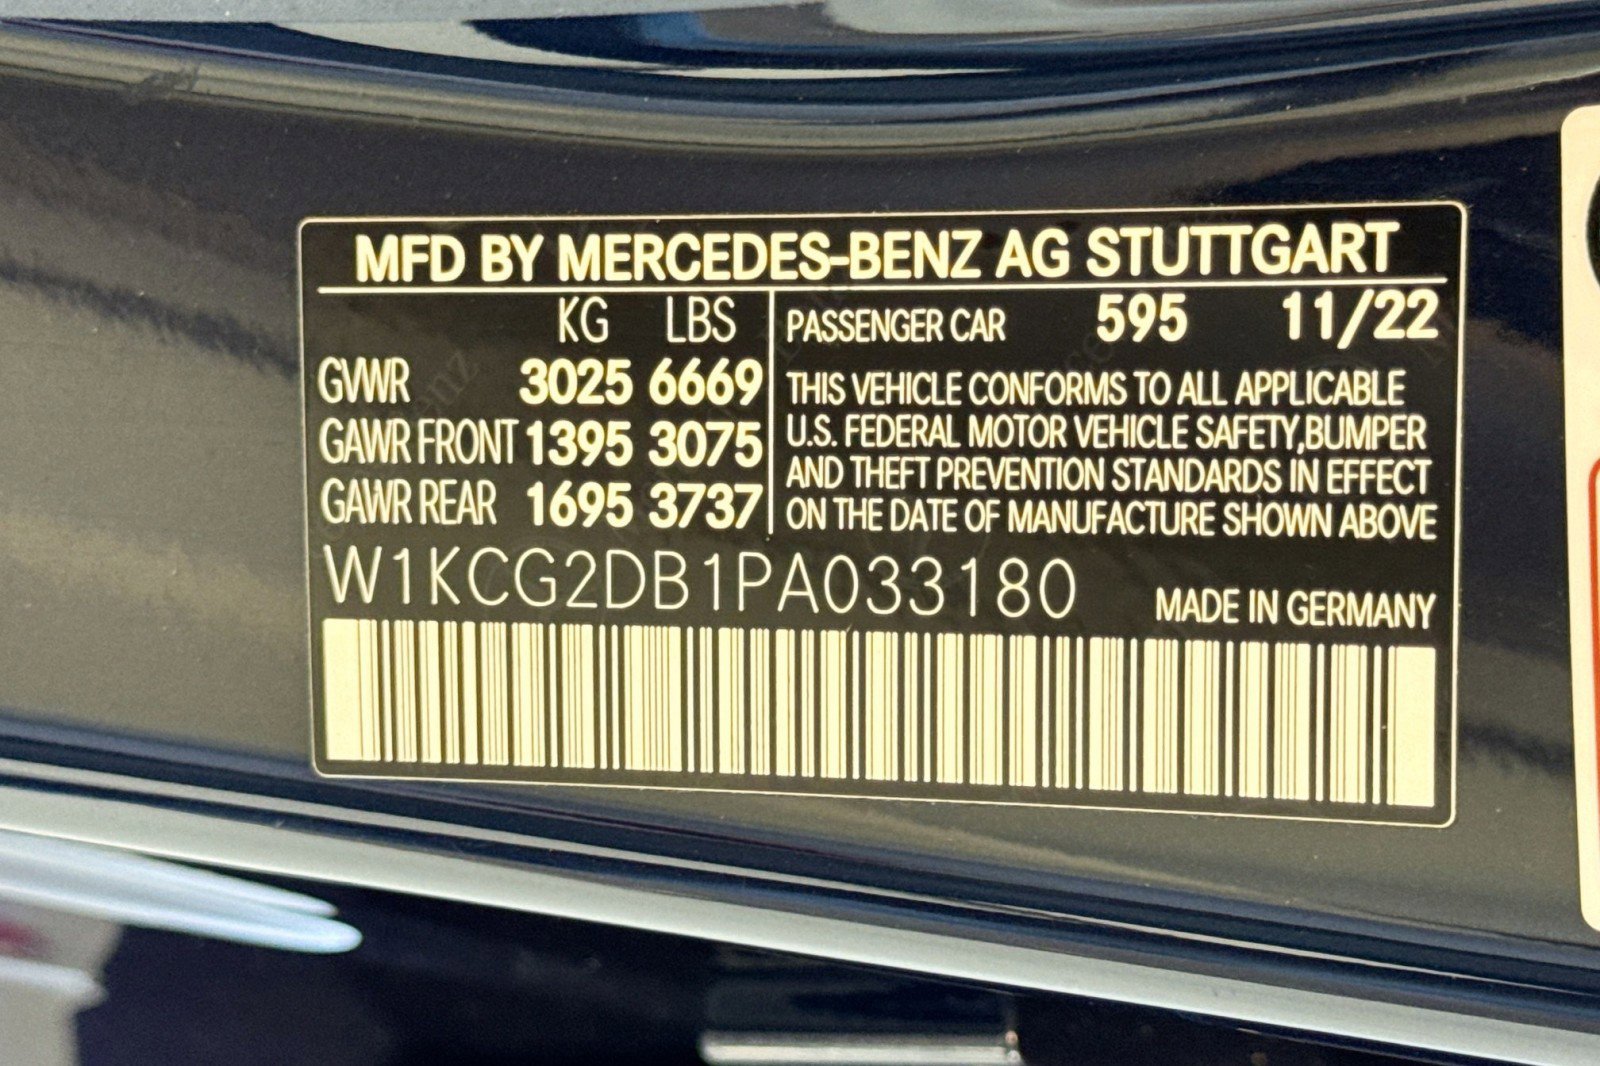 MFD BY MERCEDES-BENZ AG STUTTGART
KG LBS
GVWR 3025 6669
GAWR FRONT 1395 3075
GAWR REAR 1695 3737
PASSENGER CAR 595 11/22
THIS VEHICLE CONFORMS TO ALL APPLICABLE
U.S. FEDERAL MOTOR VEHICLE SAFETY,BUMPER
AND THEFT PREVENTION STANDARDS IN EFFECT
ON THE DATE OF MANUFACTURE SHOWN ABOVE
W1KCG2DB1PA033180
MADE IN GERMANY